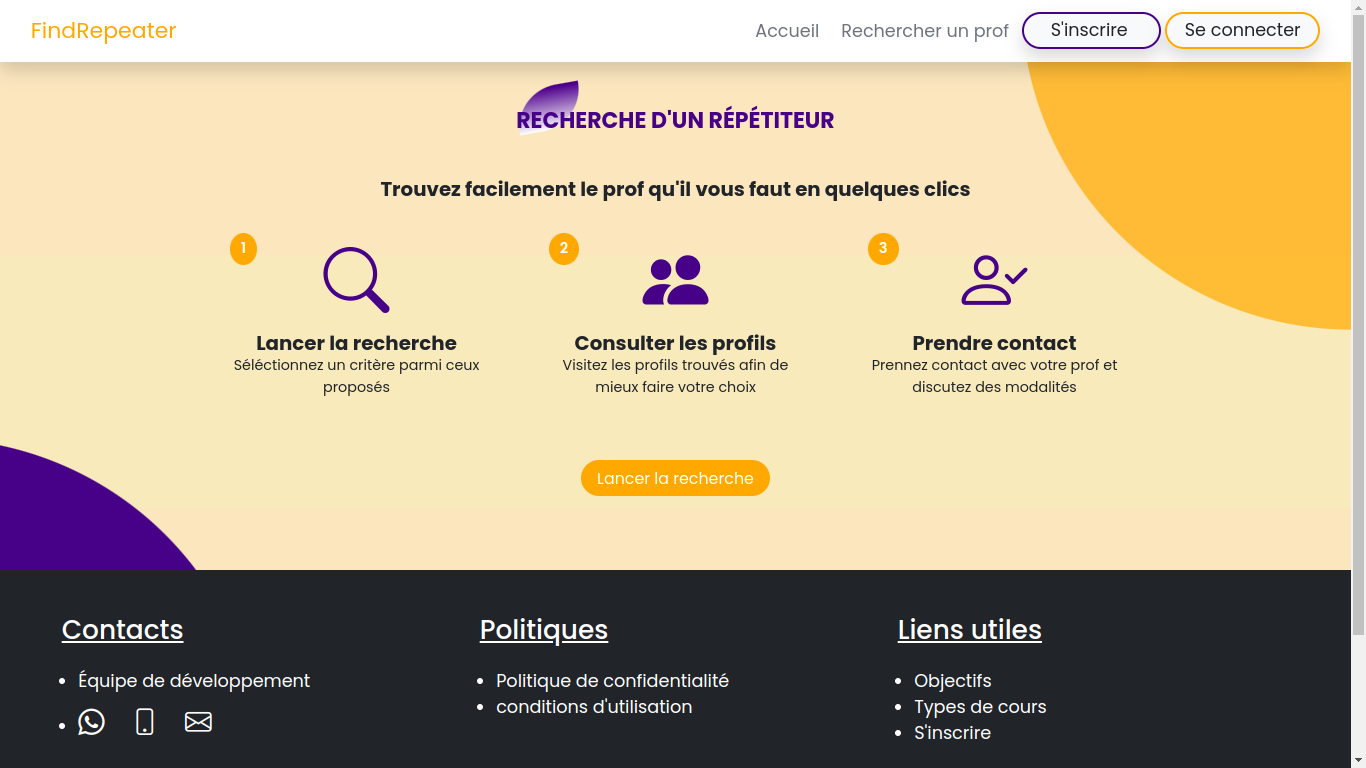 FindRepeater
Accueil
Rechercher un prof
S'inscrire
Se connecter
RECHERCHE D'UN RÉPÉTITEUR
Trouvez facilement le prof qu'il vous faut en quelques clics
1
Lancer la recherche
Séléctionnez un critère parmi ceux
proposés
2
Consulter les profils
Visitez les profils trouvés afin de
mieux faire votre choix
3
Prendre contact
Prennez contact avec votre prof et
discutez des modalités
Lancer la recherche
Contacts
Équipe de développement
Politiques
Politique de confidentialité
conditions d'utilisation
Liens utiles
Objectifs
Types de cours
S'inscrire